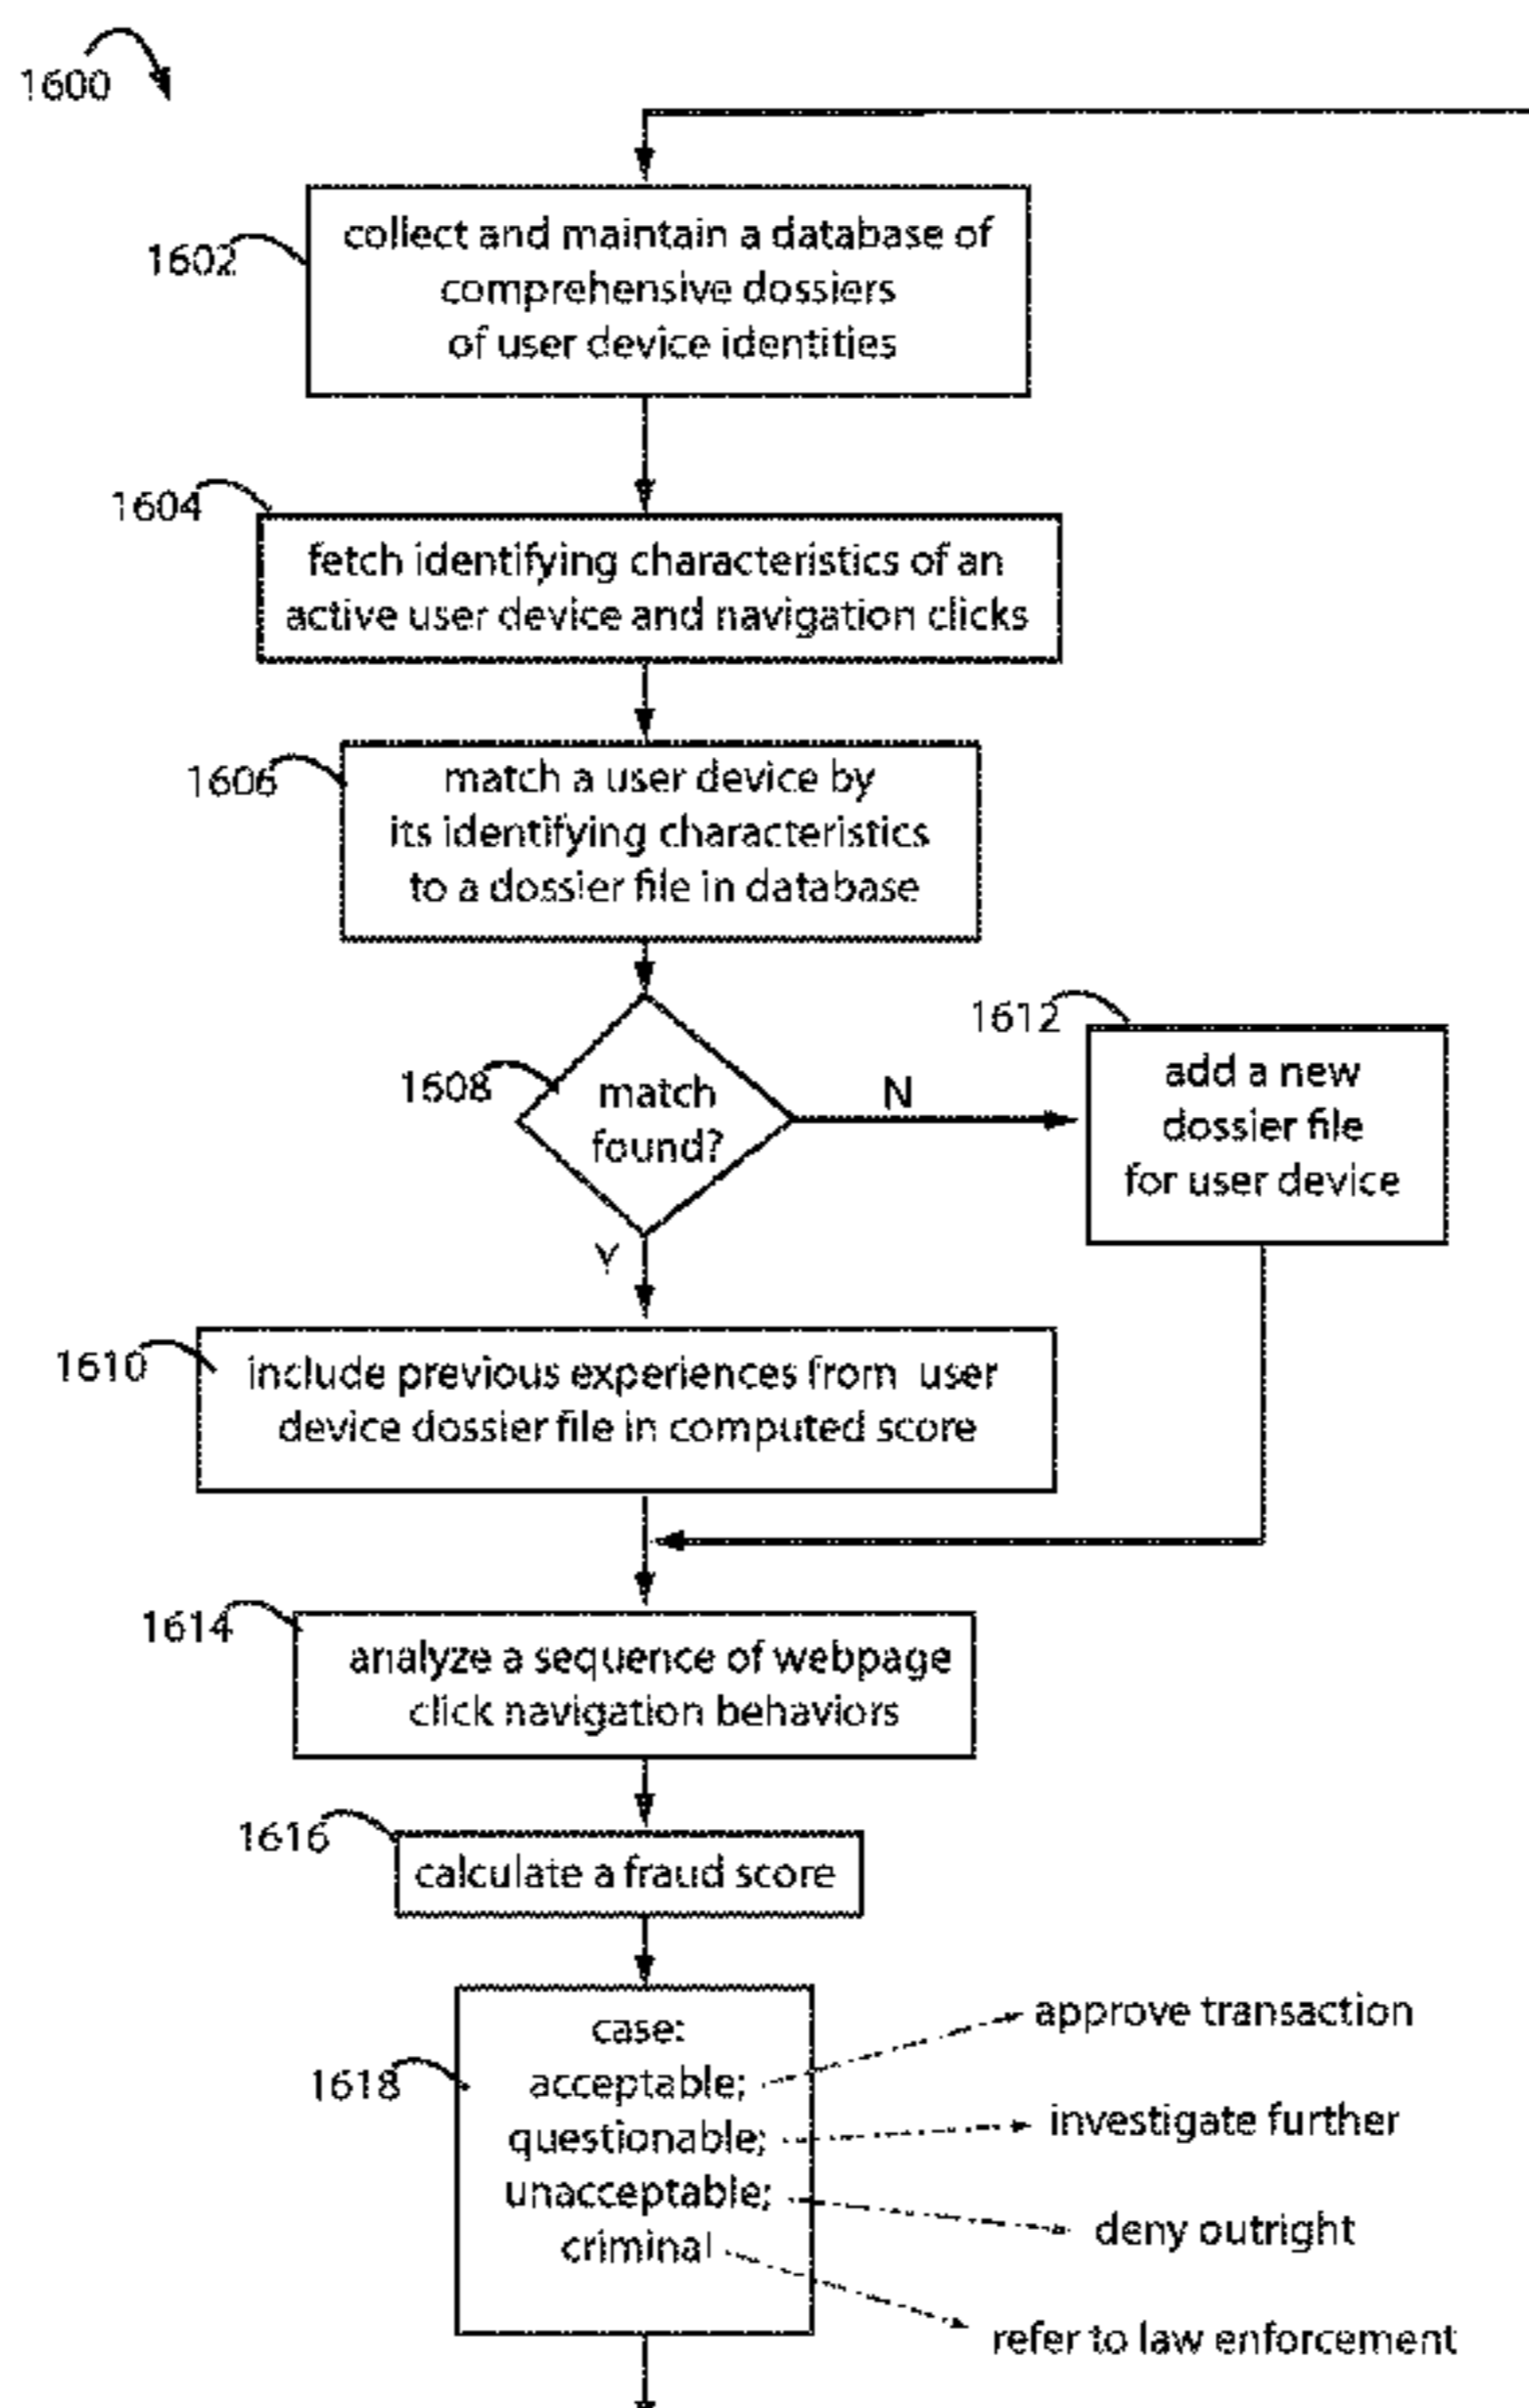 1600
1602
collect and maintain a database of
comprehensive dossiers
of user device identities
1604
fetch identifying characteristics of an
active user device and navigation clicks
1606
match a user device by
its identifying characteristics
to a dossier file in database
1608
match
found?
N
Y
1612
add a new
dossier file
for user device
1610
include previous experiences from user
device dossier file in computed score
1614
analyze a sequence of webpage
click navigation behaviors
1616
calculate a fraud score
1618
case:
acceptable;
questionable;
unacceptable;
criminal
approve transaction
investigate further
deny outright
refer to law enforcement